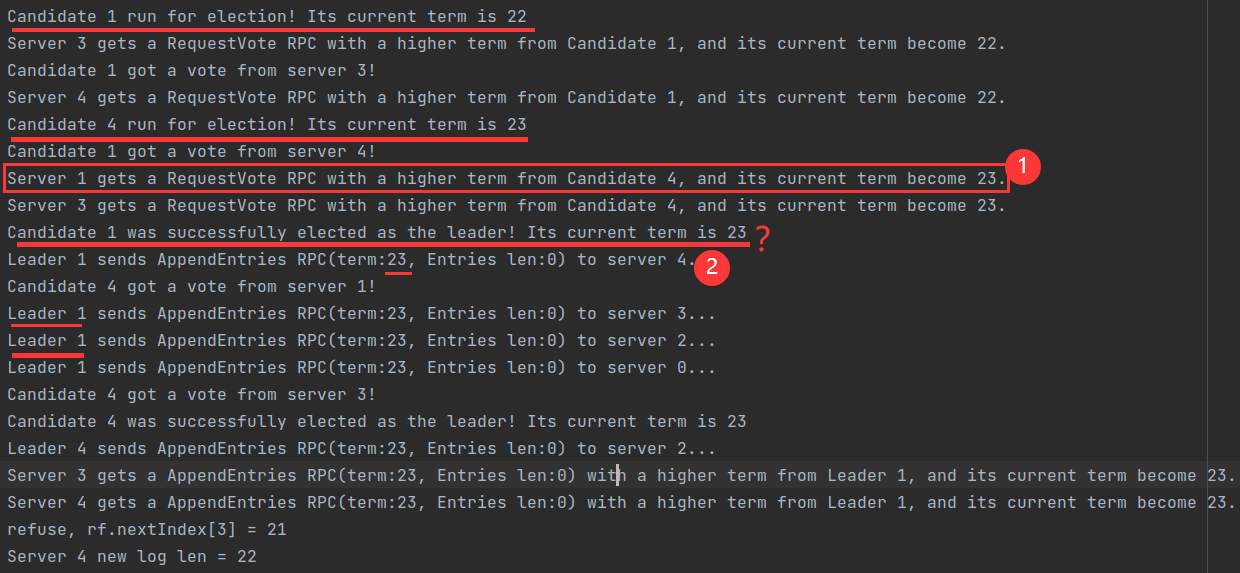 Candidate 1 run for election! Its current term is 22
Server 3 gets a RequestVote RPC with a higher term from Candidate 1, and its current term become 22.
Candidate 1 got a vote from server 3!
Server 4 gets a RequestVote RPC with a higher term from Candidate 1, and its current term become 22.
Candidate 4 run for election! Its current term is 23
Candidate 1 got a vote from server 4!
Server 1 gets a RequestVote RPC with a higher term from Candidate 4, and its current term become 23. 1
Server 3 gets a RequestVote RPC with a higher term from Candidate 4, and its current term become 23.
Candidate 1 was successfully elected as the leader! Its current term is 23 ?
Leader 1 sends AppendEntries RPC(term:23, Entries len:0) to server 4. 2
Candidate 4 got a vote from server 1!
Leader 1 sends AppendEntries RPC(term:23, Entries len:0) to server 3...
Leader 1 sends AppendEntries RPC(term:23, Entries len:0) to server 2...
Leader 1 sends AppendEntries RPC(term:23, Entries len:0) to server 0...
Candidate 4 got a vote from server 3!
Candidate 4 was successfully elected as the leader! Its current term is 23
Leader 4 sends AppendEntries RPC(term:23, Entries len:0) to server 2...
Server 3 gets a AppendEntries RPC(term:23, Entries len:0) with a higher term from Leader 1, and its current term become 23.
Server 4 gets a AppendEntries RPC(term:23, Entries len:0) with a higher term from Leader 1, and its current term become 23.
refuse, rf.nextIndex[3] = 21
Server 4 new log len = 22